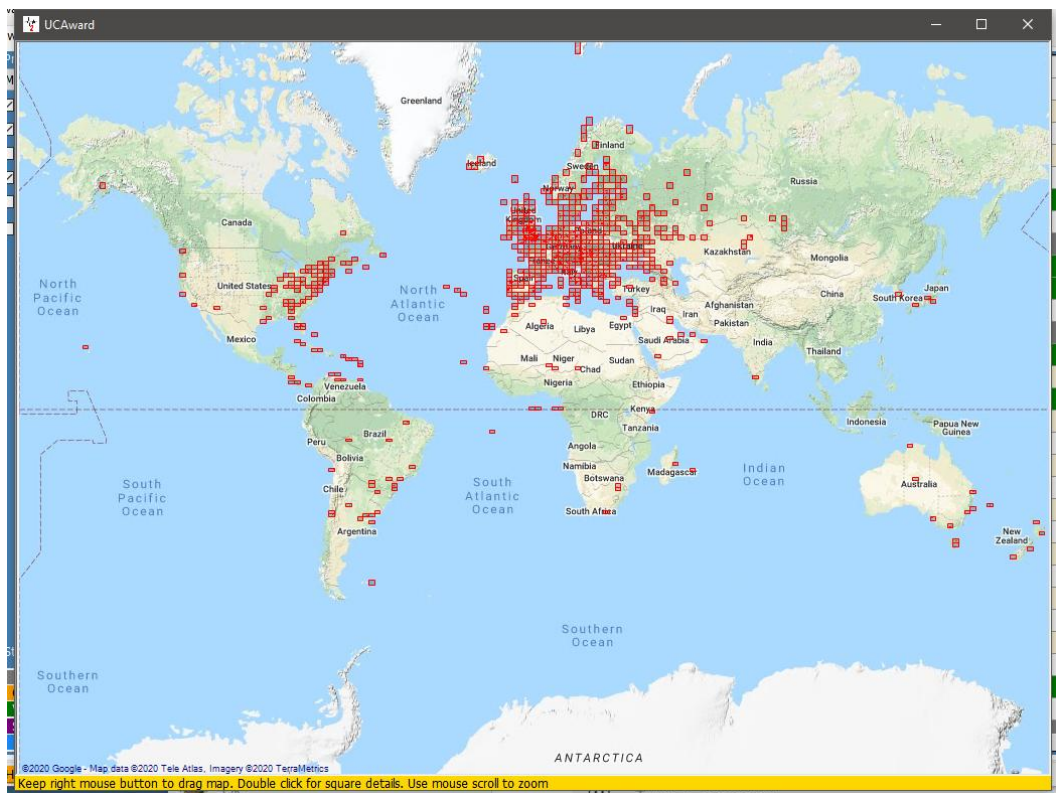 UCAward
Greenland
Iceland
Finland
Sweden
Norway
Russia
United
Kingdom
Canada
Ukraine
Kazakhstan
Mongolia
North
Pacific
Ocean
United States
North
Atlantic
Ocean
Turkey
China
South Korea
Japan
Afghanistan
Iraq
Iran
Pakistan
Algeria
Libya
Egypt
Mexico
Saudi Arabia
India
Thailand
Mali
Niger
Chad
Sudan
Nigeria
Ethiopia
Venezuela
Colombia
DRC
Kenya
Tanzania
Indonesia
Papua New
Guinea
Peru
Brazil
Bolivia
Angola
Namibia
Botswana
Madagascar
Indian
Ocean
South
Pacific
Ocean
Chile
South
Atlantic
Ocean
South Africa
Australia
Argentina
New
Zealand
Southern
Ocean
Southern
Ocean
ANTARCTICA
©2020 Google - Map data ©2020 Tele Atlas, Imagery ©2020 TerraMetrics
Keep right mouse button to drag map. Double click for square details. Use mouse scroll to zoom